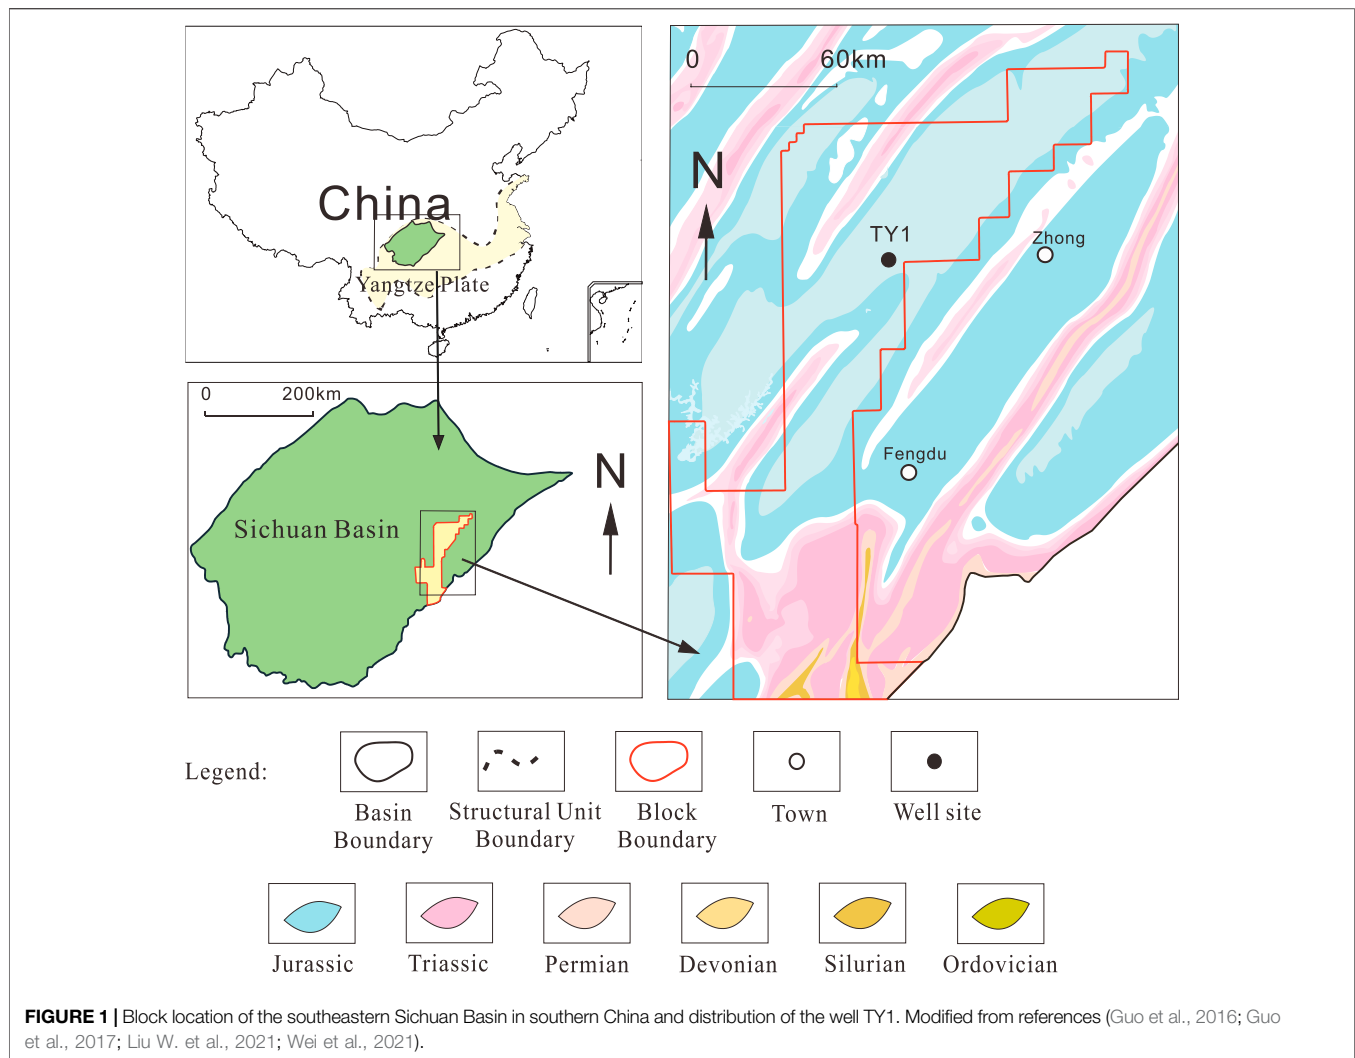 China
Yangtze Plate
0 200km
Sichuan Basin
N
0 60km
N
TY1
Zhong
Fengdu
Legend:
Basin
Boundary
Structural Unit
Boundary
Block
Boundary
Town
Well site
Jurassic
Triassic
Permian
Devonian
Silurian
Ordovician
FIGURE 1 | Block location of the southeastern Sichuan Basin in southern China and distribution of the well TY1. Modified from references (Guo et al., 2016; Guo
et al., 2017; Liu W. et al., 2021; Wei et al., 2021).